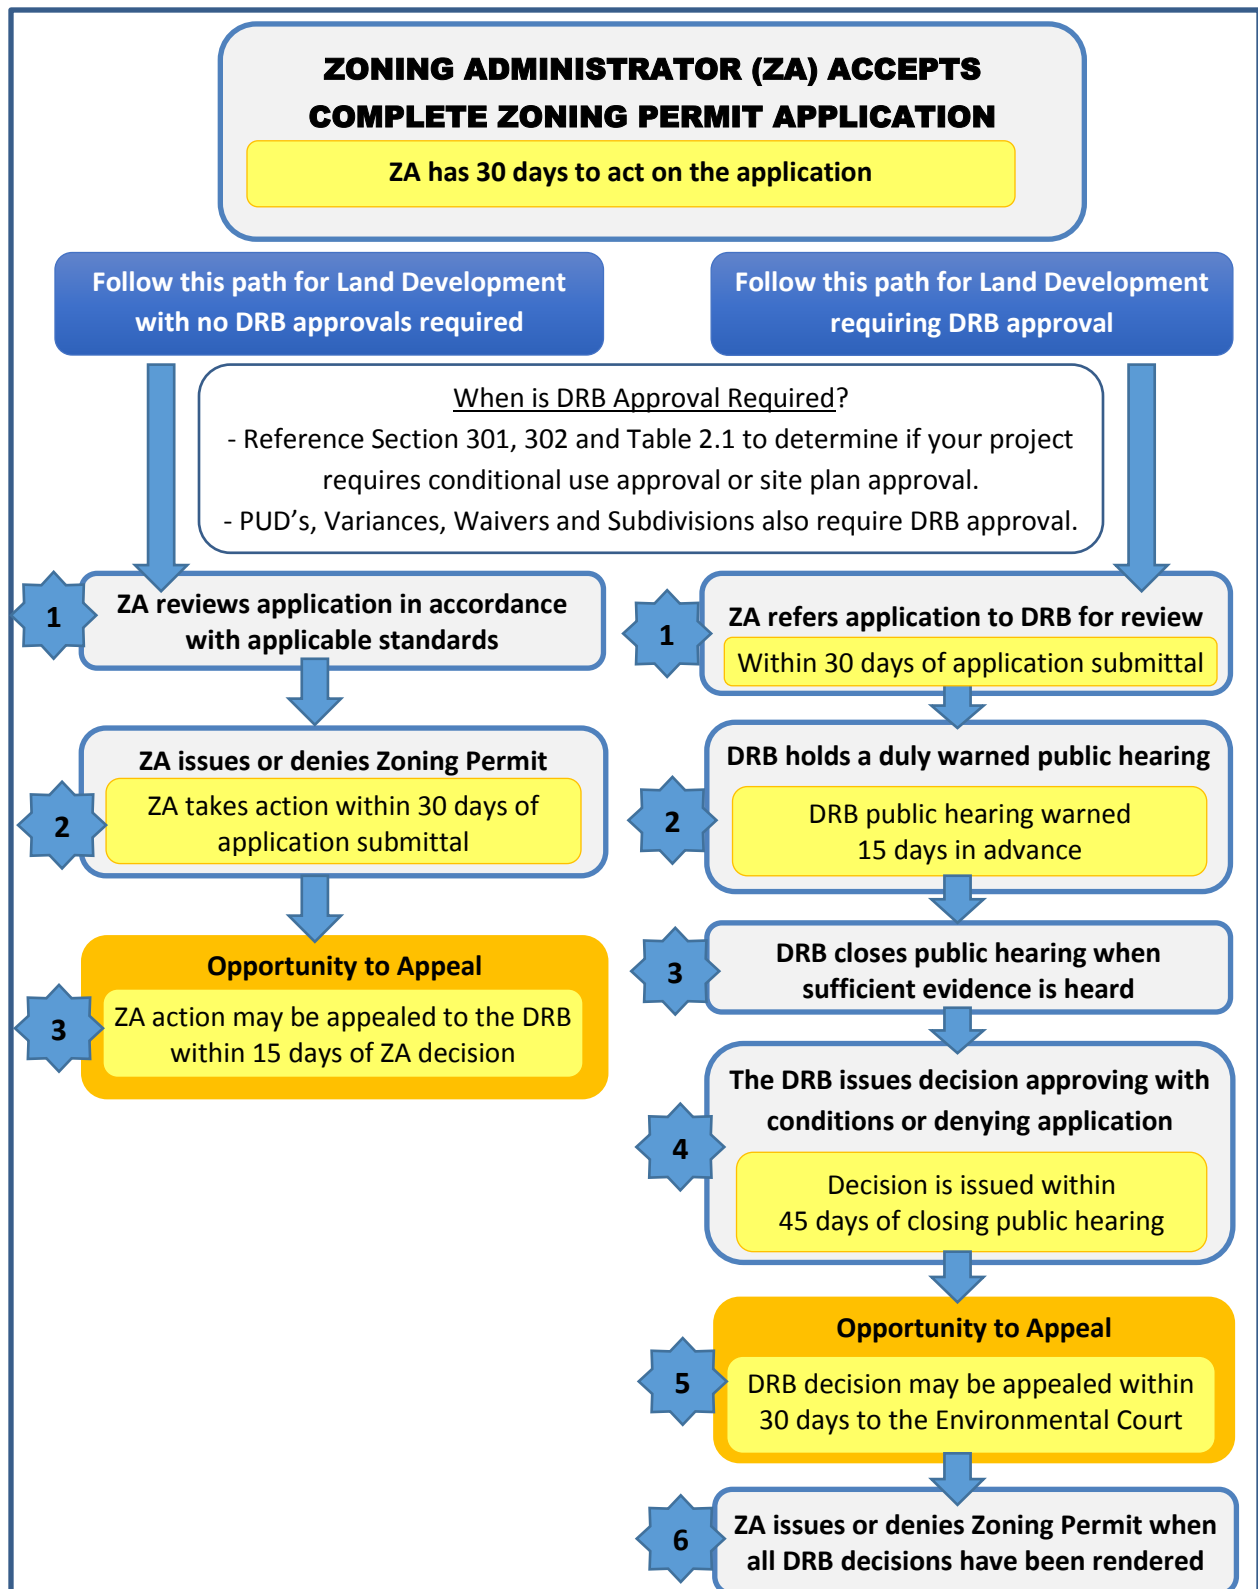 ZONING ADMINISTRATOR (ZA) ACCEPTS
COMPLETE ZONING PERMIT APPLICATION
ZA has 30 days to act on the application
Follow this path for Land Development
with no DRB approvals required
Follow this path for Land Development
requiring DRB approval
When is DRB Approval Required?
- Reference Section 301, 302 and Table 2.1 to determine if your project
requires conditional use approval or site plan approval.
- PUD's, Variances, Waivers and Subdivisions also require DRB approval.
1
ZA reviews application in accordance
with applicable standards
2
ZA issues or denies Zoning Permit
ZA takes action within 30 days of
application submittal
3
Opportunity to Appeal
ZA action may be appealed to the DRB
within 15 days of ZA decision
1
ZA refers application to DRB for review
Within 30 days of application submittal
2
DRB holds a duly warned public hearing
DRB public hearing warned
15 days in advance
3
DRB closes public hearing when
sufficient evidence is heard
4
The DRB issues decision approving with
conditions or denying application
Decision is issued within
45 days of closing public hearing
5
Opportunity to Appeal
DRB decision may be appealed within
30 days to the Environmental Court
6
ZA issues or denies Zoning Permit when
all DRB decisions have been rendered